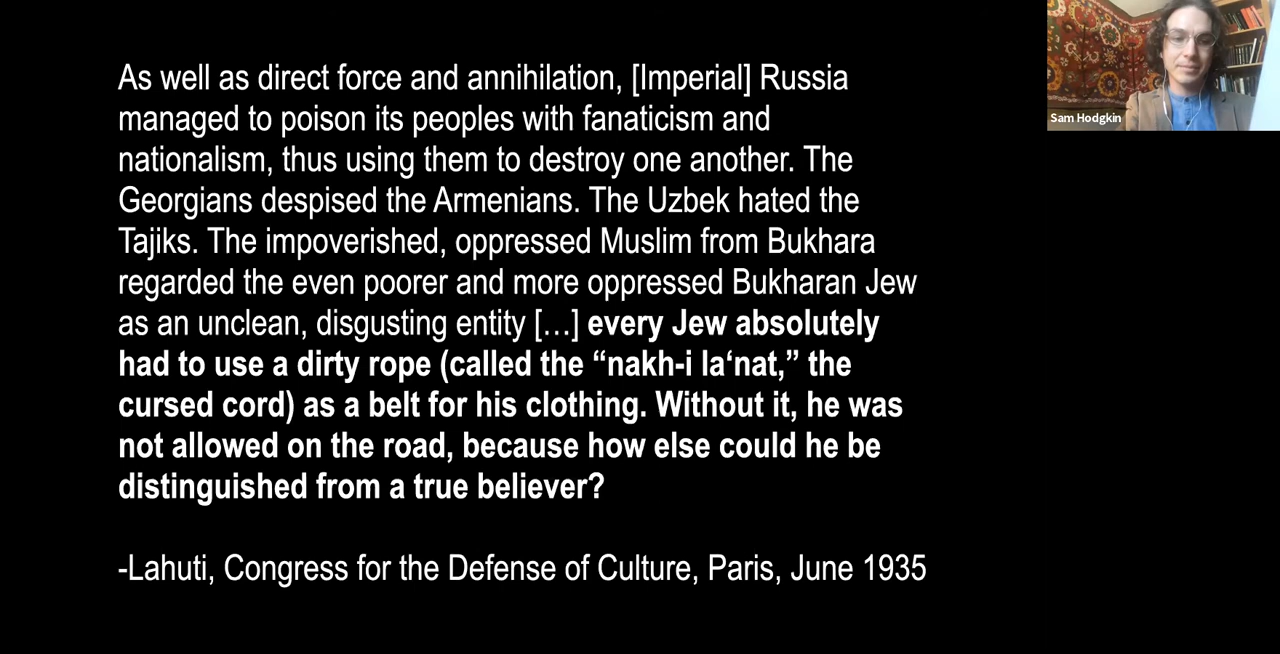 As well as direct force and annihilation, [Imperial] Russia
managed to poison its peoples with fanaticism and
nationalism, thus using them to destroy one another. The
Georgians despised the Armenians. The Uzbek hated the
Tajiks. The impoverished, oppressed Muslim from Bukhara
regarded the even poorer and more oppressed Bukharan Jew
as an unclean, disgusting entity […] every Jew absolutely
had to use a dirty rope (called the “nakh-i la‘nat,” the
cursed cord) as a belt for his clothing. Without it, he was
not allowed on the road, because how else could he be
distinguished from a true believer?
-Lahuti, Congress for the Defense of Culture, Paris, June 1935
Sam Hodgkin